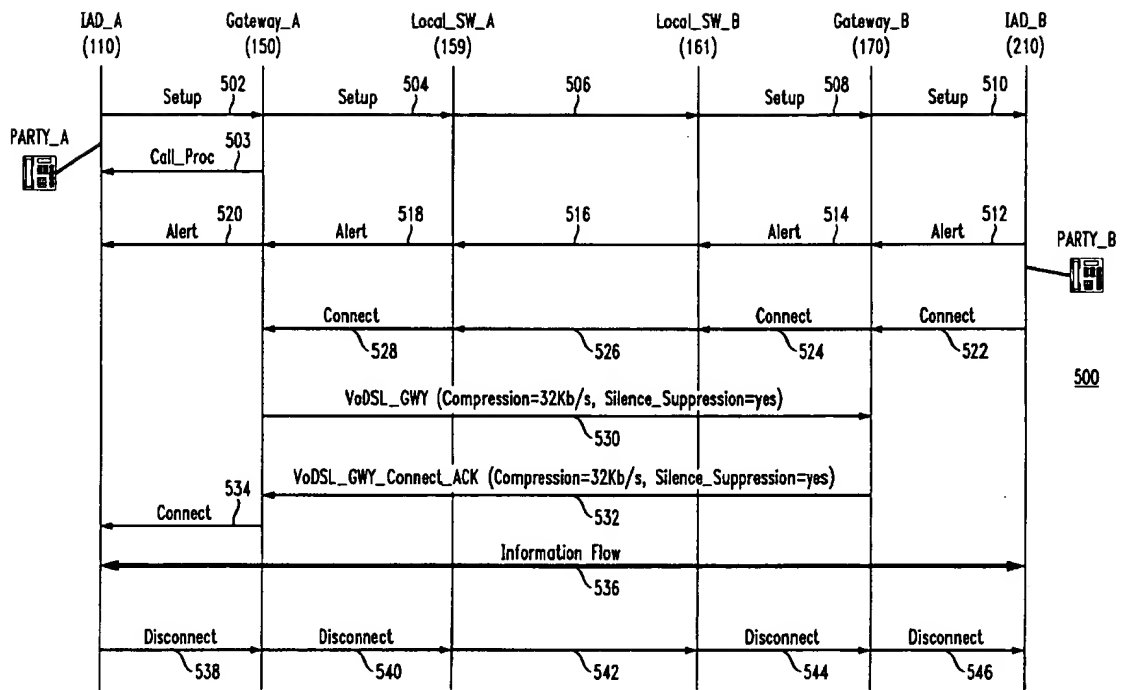 IAD_A Gateway_A Local_SW_A Local_SW_B Gateway_B IAD_B
(110) (150) (159) (161) (170) (210)
Setup 502 Setup 504 506 Setup 508 Setup 510
PARTY_A
Call_Proc 503
Alert 520 Alert 518 516 Alert 514 Alert 512
PARTY_B
Connect Connect Connect
528 526 524 522
500
VoDSL_GWY (Compression=32Kb/s, Silence_Suppression=yes)
530
VoDSL_GWY_Connect_ACK (Compression=32Kb/s, Silence_Suppression=yes)
532
Connect 534
Information Flow
536
Disconnect Disconnect Disconnect Disconnect
538 540 542 544 546